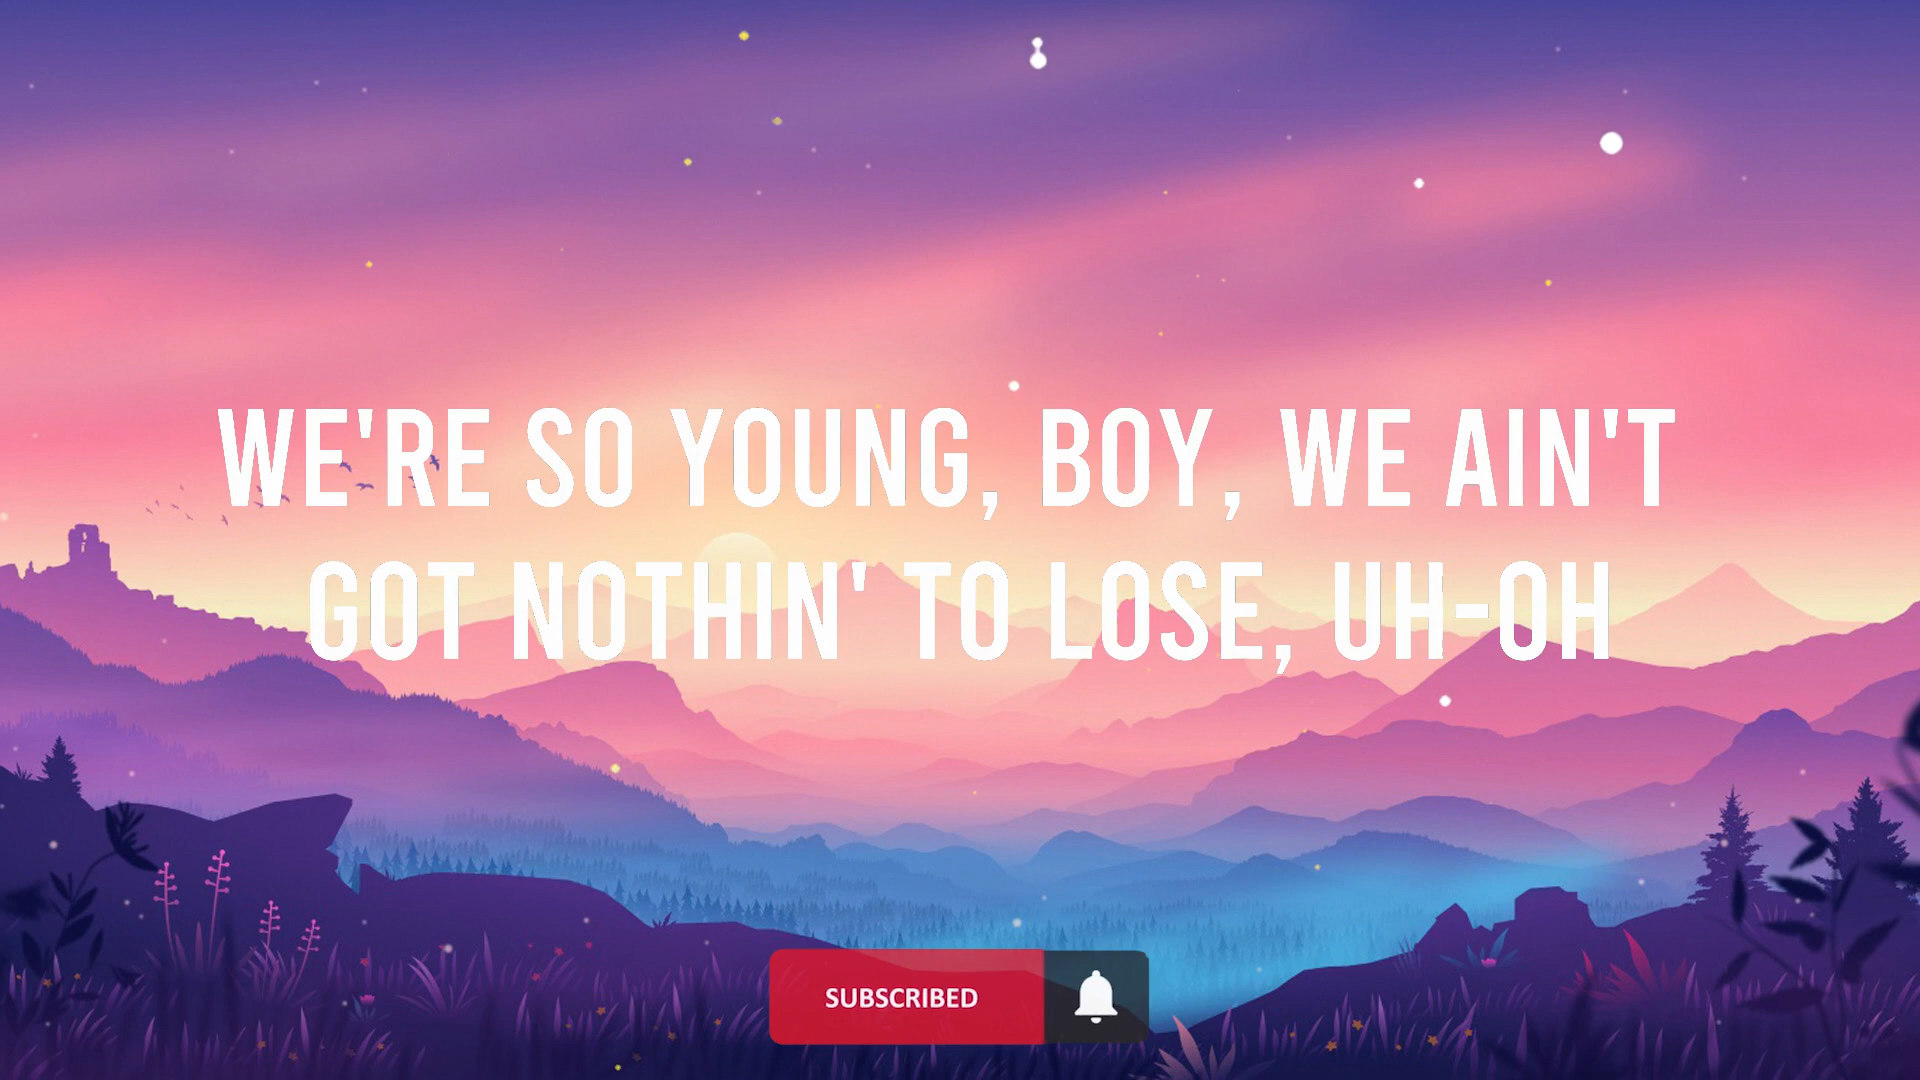 WE'RE SO YOUNG, BOY, WE AIN'T
GOT NOTHIN' TO LOSE, UH-OH
SUBSCRIBED